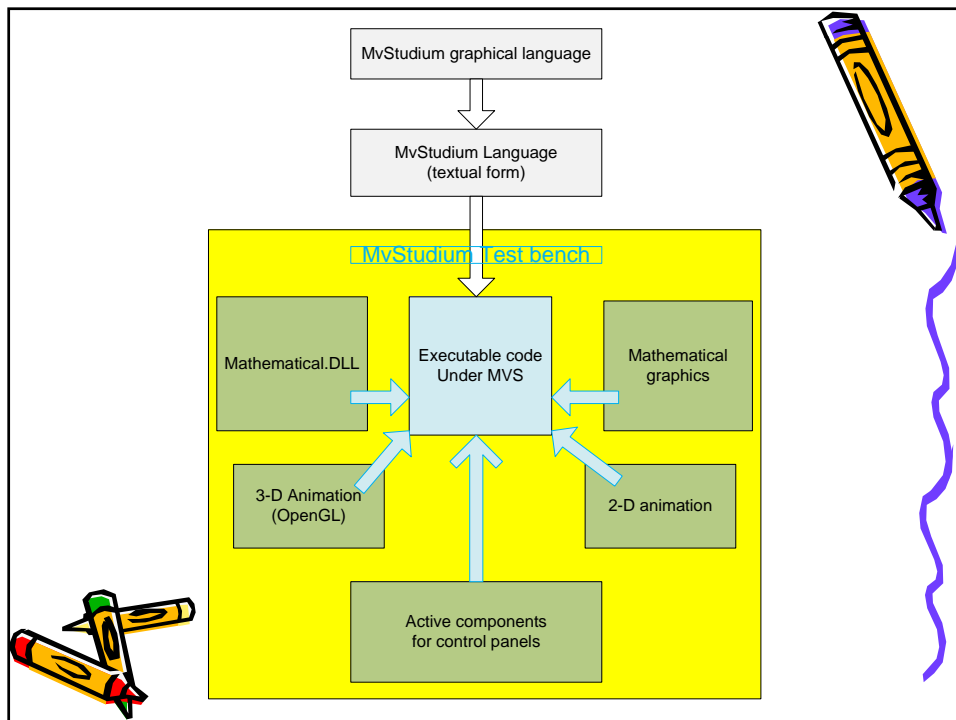 MvStudium graphical language
MvStudium Language
(textual form)
MvStudium Test bench
Mathematical.DLL
Executable code
Under MVS
Mathematical
graphics
3-D Animation
(OpenGL)
2-D animation
Active components
for control panels